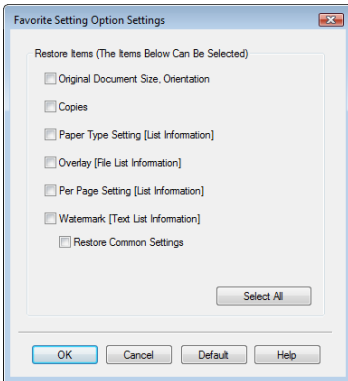 Favorite Setting Option Settings
Restore Items (The Items Below Can Be Selected)
Original Document Size, Orientation
Copies
Paper Type Setting [List Information]
Overlay [File List Information]
Per Page Setting [List Information]
Watermark [Text List Information]
Restore Common Settings
Select All
OK Cancel Default Help